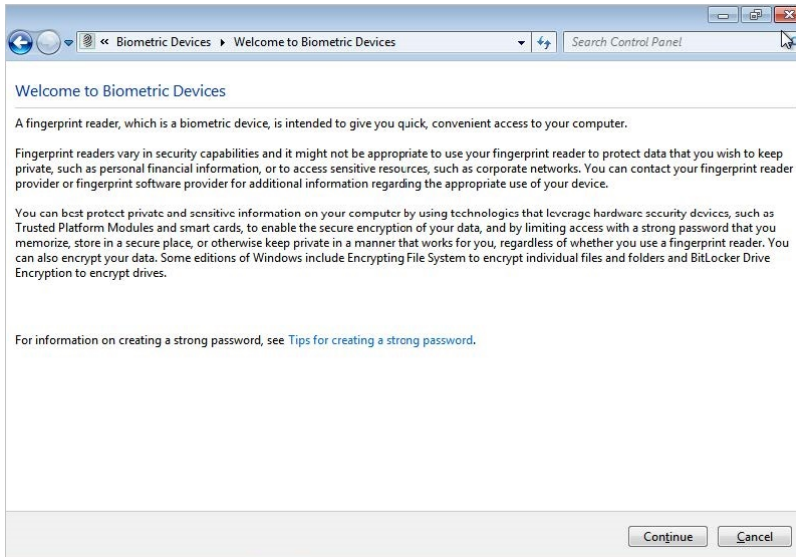 « Biometric Devices ▸ Welcome to Biometric Devices
Search Control Panel
Welcome to Biometric Devices
A fingerprint reader, which is a biometric device, is intended to give you quick, convenient access to your computer.
Fingerprint readers vary in security capabilities and it might not be appropriate to use your fingerprint reader to protect data that you wish to keep
private, such as personal financial information, or to access sensitive resources, such as corporate networks. You can contact your fingerprint reader
provider or fingerprint software provider for additional information regarding the appropriate use of your device.
You can best protect private and sensitive information on your computer by using technologies that leverage hardware security devices, such as
Trusted Platform Modules and smart cards, to enable the secure encryption of your data, and by limiting access with a strong password that you
memorize, store in a secure place, or otherwise keep private in a manner that works for you, regardless of whether you use a fingerprint reader. You
can also encrypt your data. Some editions of Windows include Encrypting File System to encrypt individual files and folders and BitLocker Drive
Encryption to encrypt drives.
For information on creating a strong password, see Tips for creating a strong password.
Continue Cancel